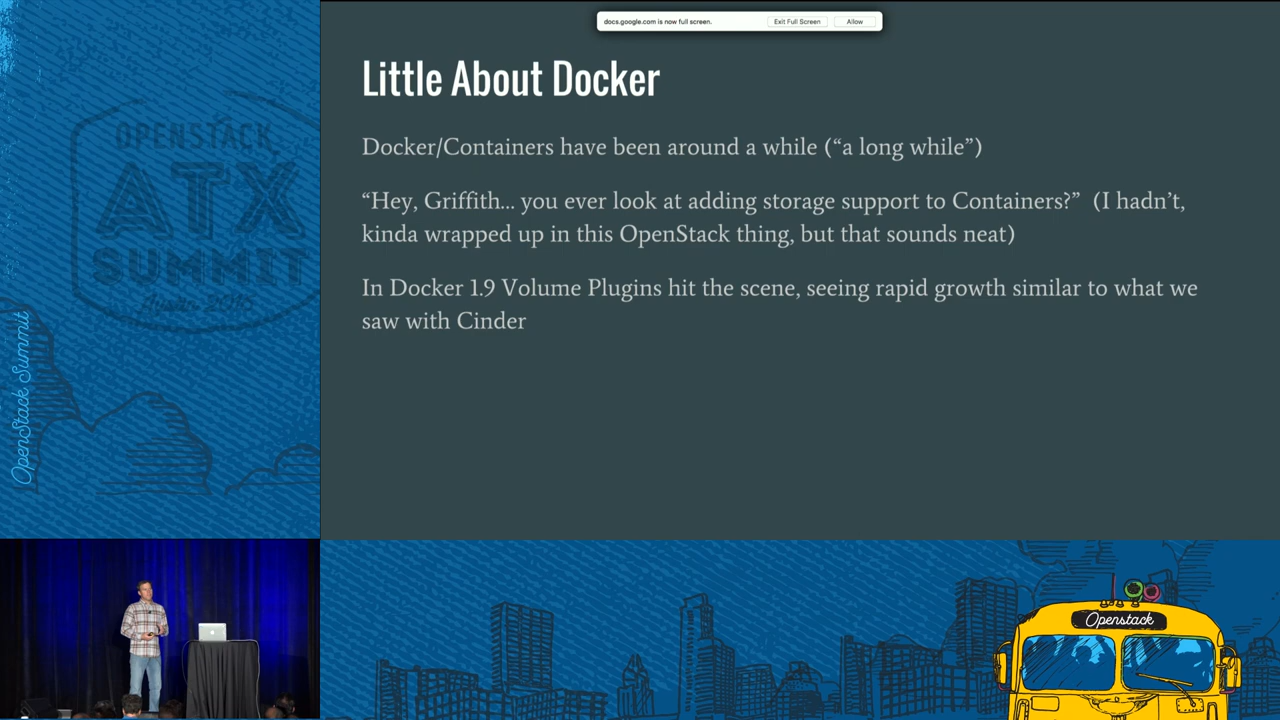 docs.google.com is now full screen.
Exit Full Screen
Allow
Little About Docker
Docker/Containers have been around a while (“a long while”)
“Hey, Griffith... you ever look at adding storage support to Containers?”  (I hadn’t,
kinda wrapped up in this OpenStack thing, but that sounds neat)
In Docker 1.9 Volume Plugins hit the scene, seeing rapid growth similar to what we
saw with Cinder
OPENSTACK
ATX
SUMMIT
Austin 2016
OpenStack Summit
Openstack